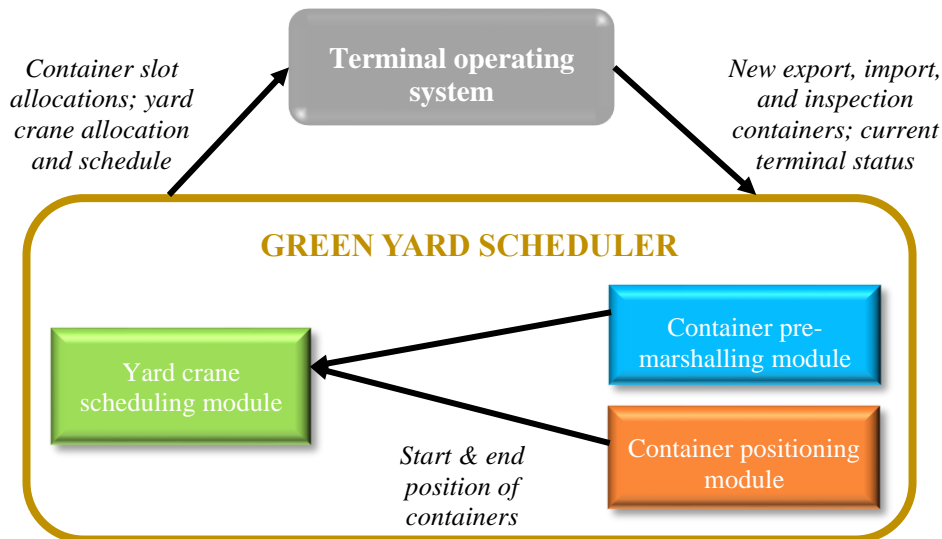 Terminal operating
system
Container slot
allocations; yard
crane allocation
and schedule
New export, import,
and inspection
containers; current
terminal status
GREEN YARD SCHEDULER
Yard crane
scheduling module
Container pre-
marshalling module
Container positioning
module
Start & end
position of
containers